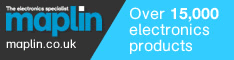 The electronics specialist
maplin
maplin.co.uk
Over 15,000
electronics
products